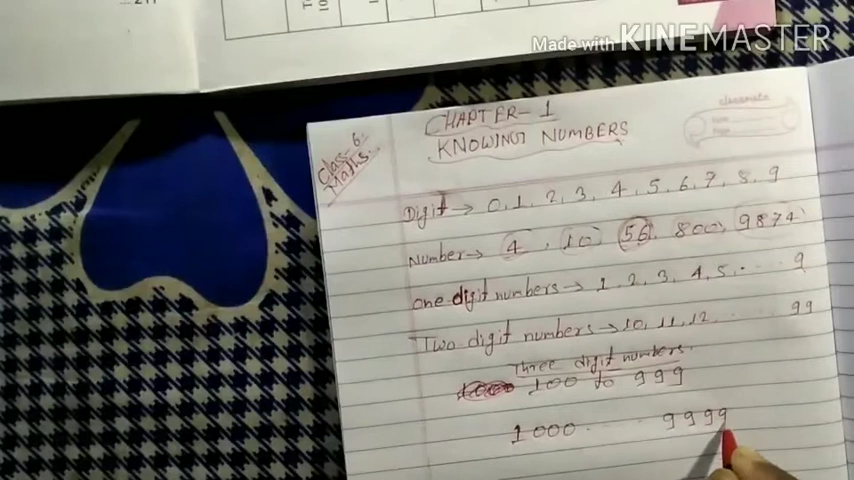 Made with KINEMASTER
classmate
CHAPTER- 1
KNOWING NUMBERS
Class-6
Maths
Digit → 0, 1, 2, 3, 4, 5, 6, 7, 8, 9
Number → 4, 10, 56, 800, 9874
One digit numbers → 1, 2, 3, 4, 5, ... 9
Two digit numbers → 10, 11, 12 ...... 99
Three digit numbers.
100 to 999
1000 ...... 9999